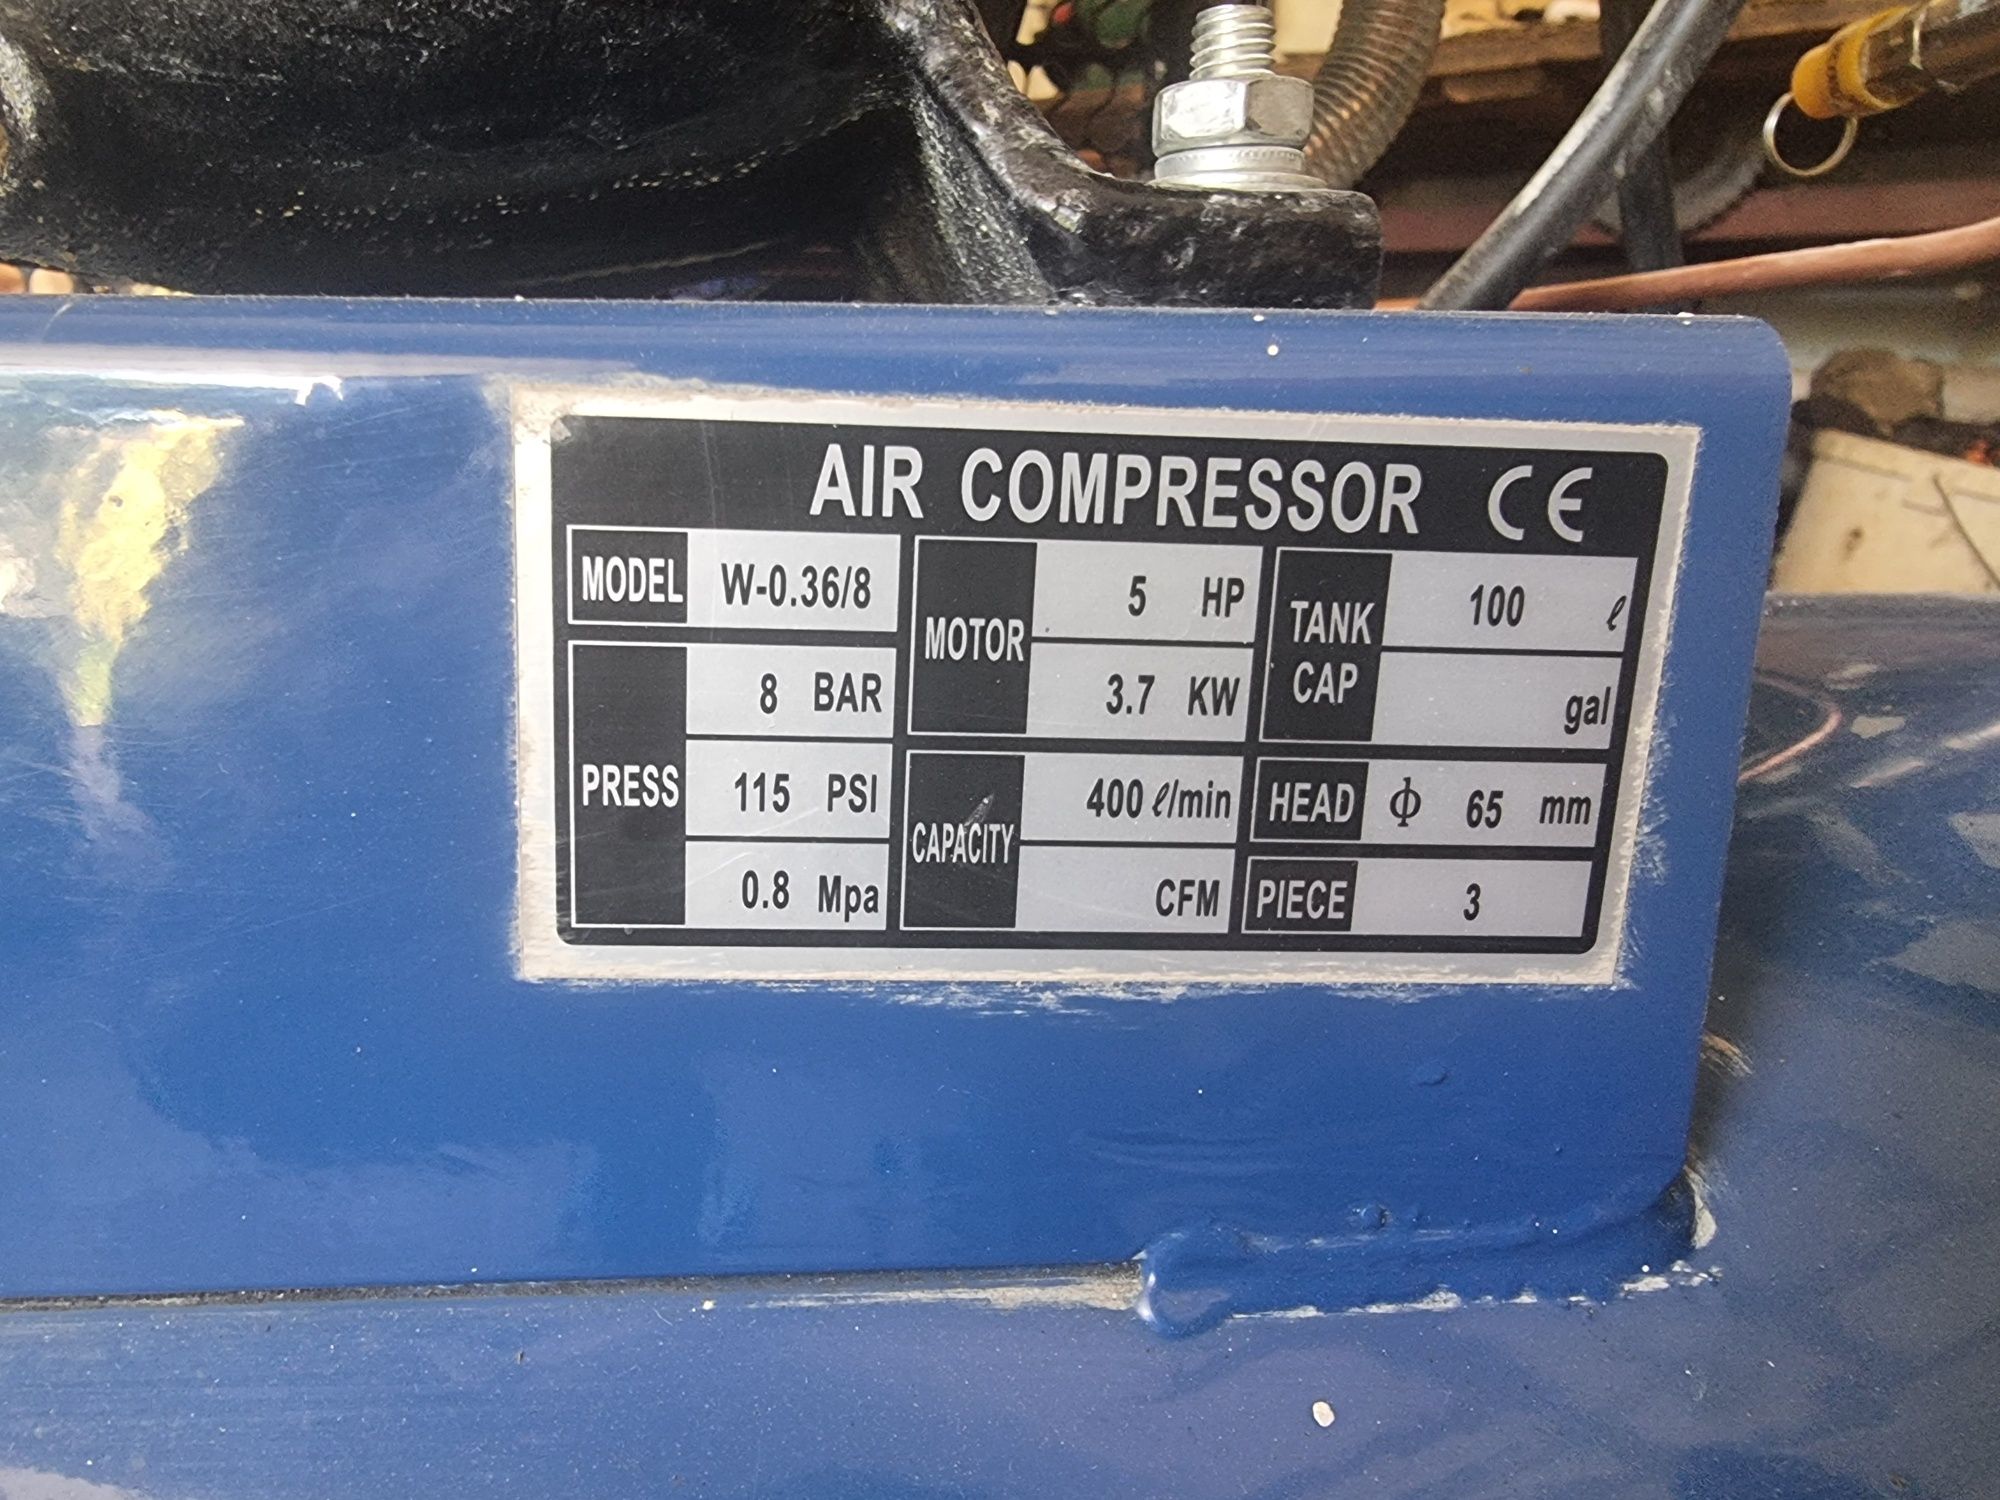 AIR COMPRESSOR CE
MODEL W-0.36/8
PRESS 8 BAR
115 PSI
0.8 Mpa
MOTOR 5 HP
3.7 KW
CAPACITY 400 ℓ/min
CFM
TANK CAP 100 ℓ
gal
HEAD ф 65 mm
PIECE 3